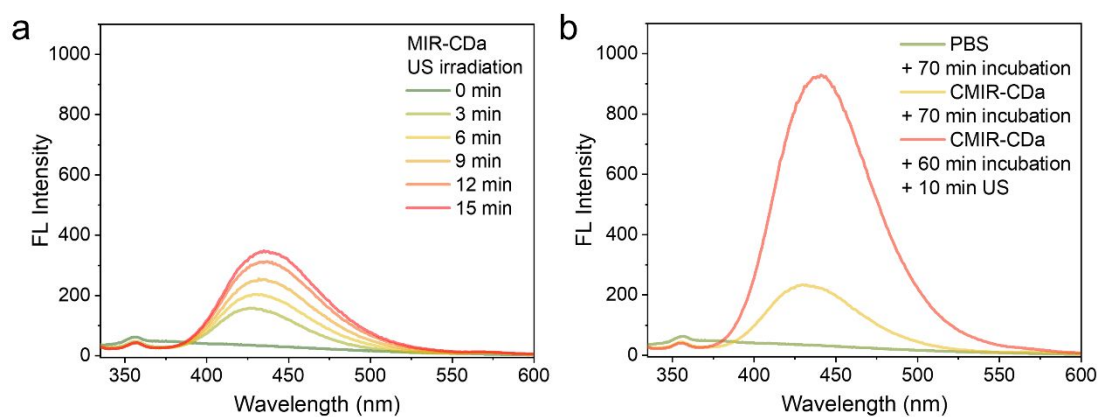 a
MIR-CDa
US irradiation
0 min
3 min
6 min
9 min
12 min
15 min
1000
800
600
400
200
0
FL Intensity
350
400
450
500
550
600
Wavelength (nm)
b
PBS
+ 70 min incubation
CMIR-CDa
+ 70 min incubation
CMIR-CDa
+ 60 min incubation
+ 10 min US
1000
800
600
400
200
0
FL Intensity
350
400
450
500
550
600
Wavelength (nm)